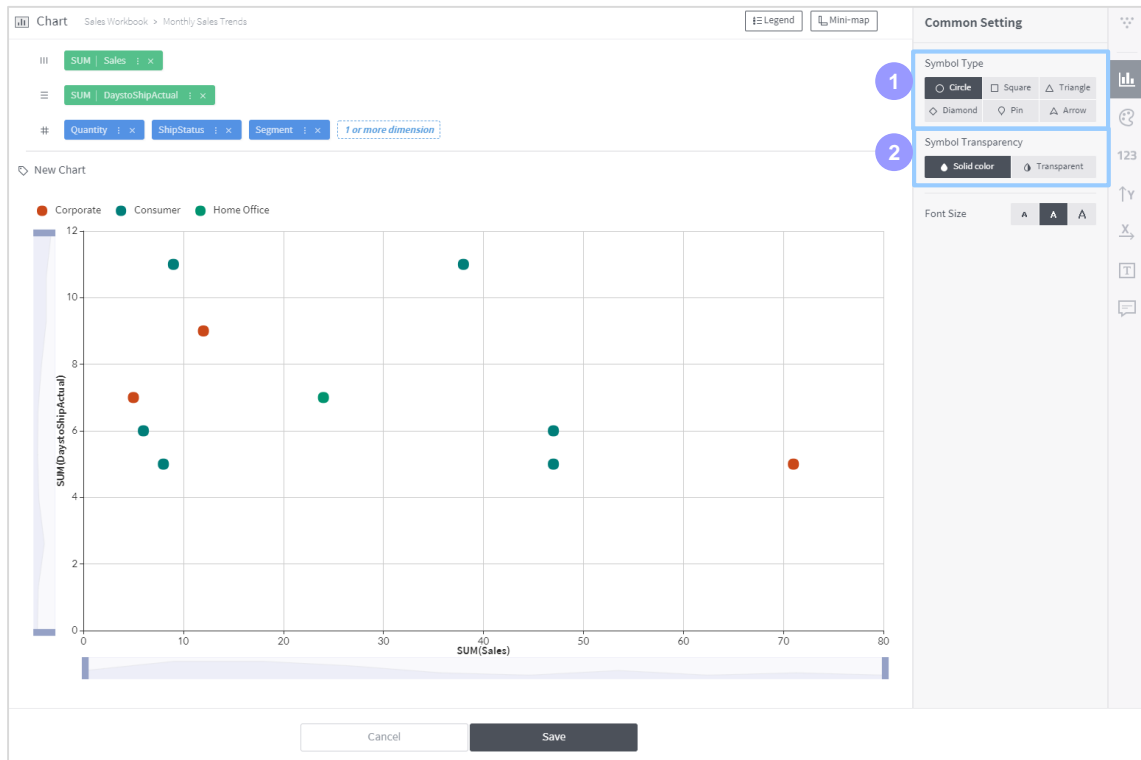 Chart Sales Workbook > Monthly Sales Trends
Legend Mini-map
SUM | Sales
SUM | DaystoShipActual
# Quantity ShipStatus Segment 1 or more dimension
New Chart
Corporate Consumer Home Office
12
10
8
6
4
2
0
SUM(DaystoShipActual)
0 10 20 30 40 50 60 70 80
SUM(Sales)
Cancel Save
Common Setting
1
Symbol Type
Circle Square Triangle
Diamond Pin Arrow
2
Symbol Transparency
Solid color Transparent
Font Size A A A
123
Y
X
T